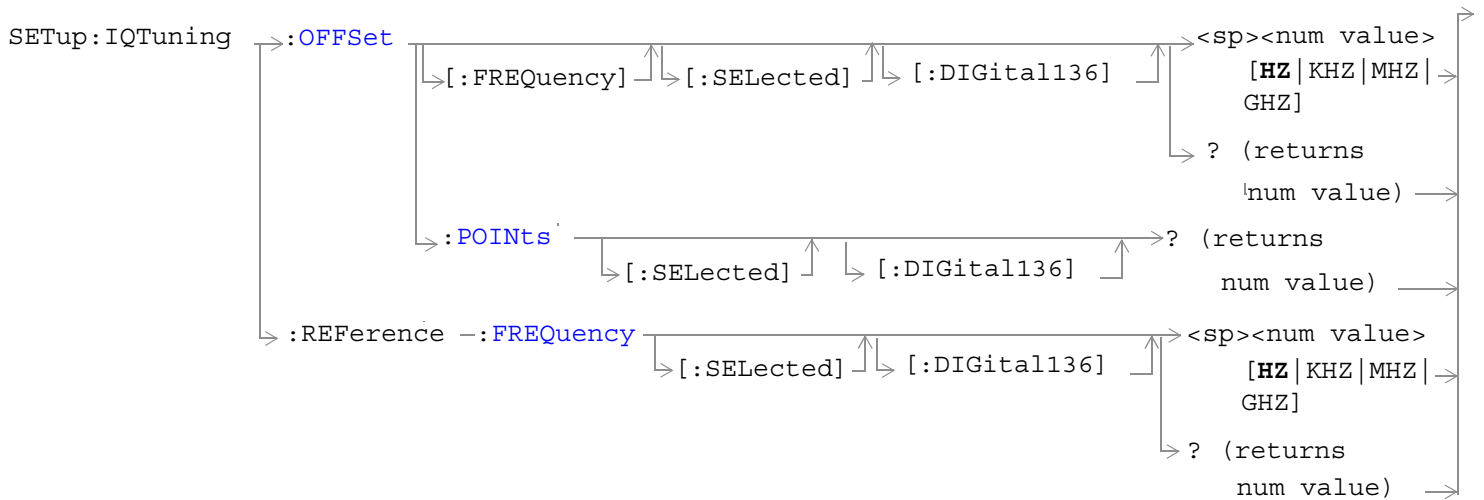 SETup:IQTuning :OFFSet <sp><num value>
[:FREQuency] [:SELected] [:DIGital136] [HZ|KHZ|MHZ|
GHZ]
? (returns
num value)
:POINts ? (returns
[:SELected] [:DIGital136]
num value)
:REFerence :FREQuency <sp><num value>
[:SELected] [:DIGital136] [HZ|KHZ|MHZ|
GHZ]
? (returns
num value)